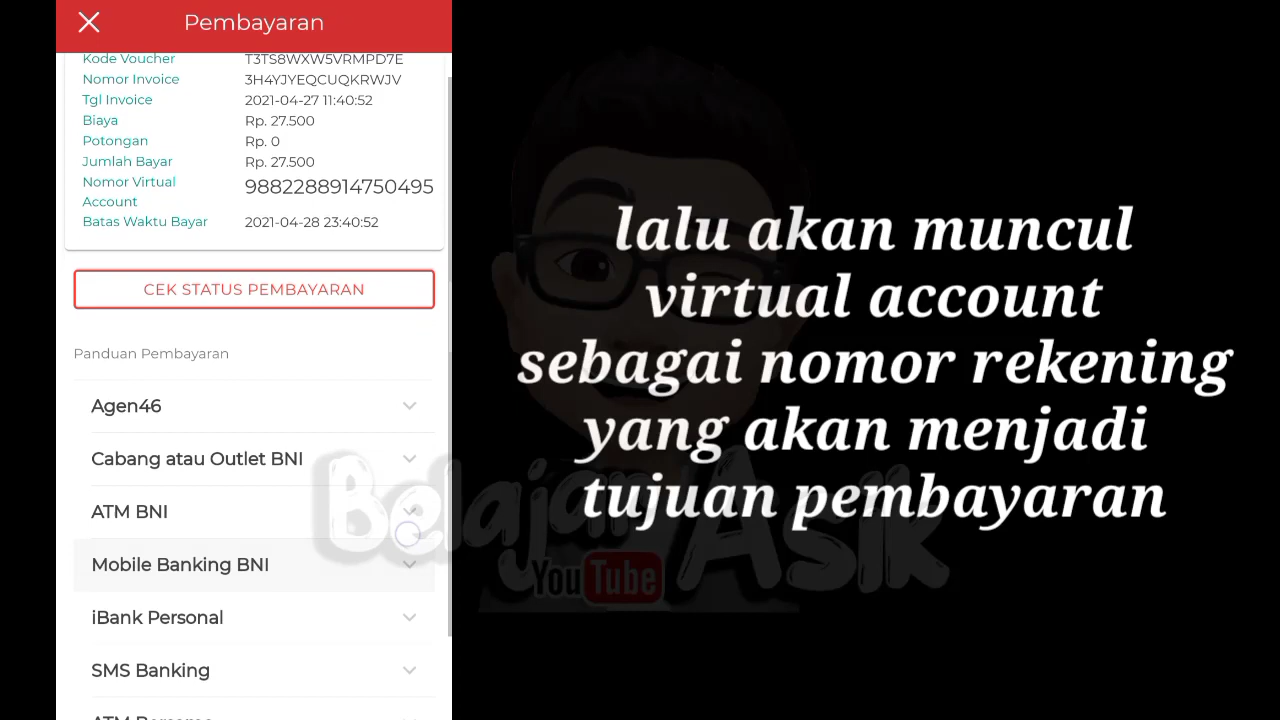 Pembayaran
Kode Voucher T3TS8WXW5VRMPD7E
Nomor Invoice 3H4YJYEQCUQKRWJV
Tgl Invoice 2021-04-27 11:40:52
Biaya Rp. 27.500
Potongan Rp. 0
Jumlah Bayar Rp. 27.500
Nomor Virtual Account 9882288914750495
Batas Waktu Bayar 2021-04-28 23:40:52
CEK STATUS PEMBAYARAN
Panduan Pembayaran
Agen46
Cabang atau Outlet BNI
ATM BNI
Mobile Banking BNI
iBank Personal
SMS Banking
lalu akan muncul
virtual account
sebagai nomor rekening
yang akan menjadi
tujuan pembayaran
Belajar Asik
YouTube